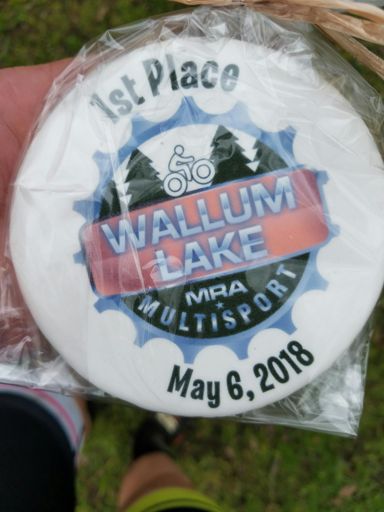 1st Place
WALLUM
LAKE
MRA
MULTISPORT
May 6, 2018